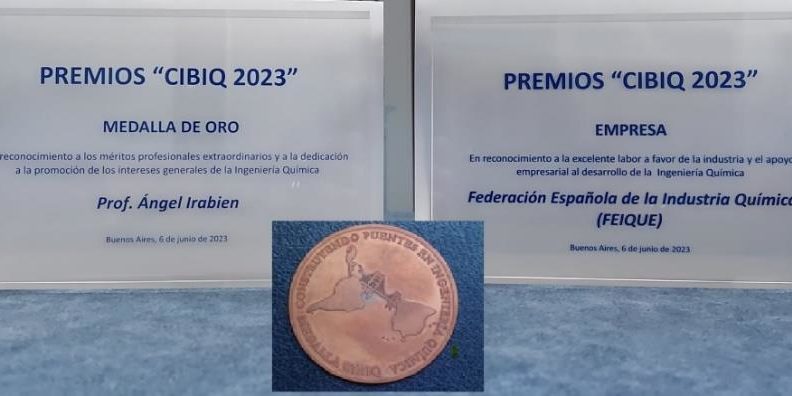 PREMIOS “CIBIQ 2023”
MEDALLA DE ORO
reconocimiento a los méritos profesionales extraordinarios y a la dedicación
a la promoción de los intereses generales de la Ingeniería Química
Prof. Ángel Irabien
Buenos Aires, 6 de junio de 2023
PREMIOS “CIBIQ 2023”
EMPRESA
En reconocimiento a la excelente labor a favor de la industria y el apoyo
empresarial al desarrollo de la Ingeniería Química
Federación Española de la Industria Química
(FEIQUE)
Buenos Aires, 6 de junio de 2023
CONSTRUYENDO PUENTES EN INGENIERÍA QUÍMICA